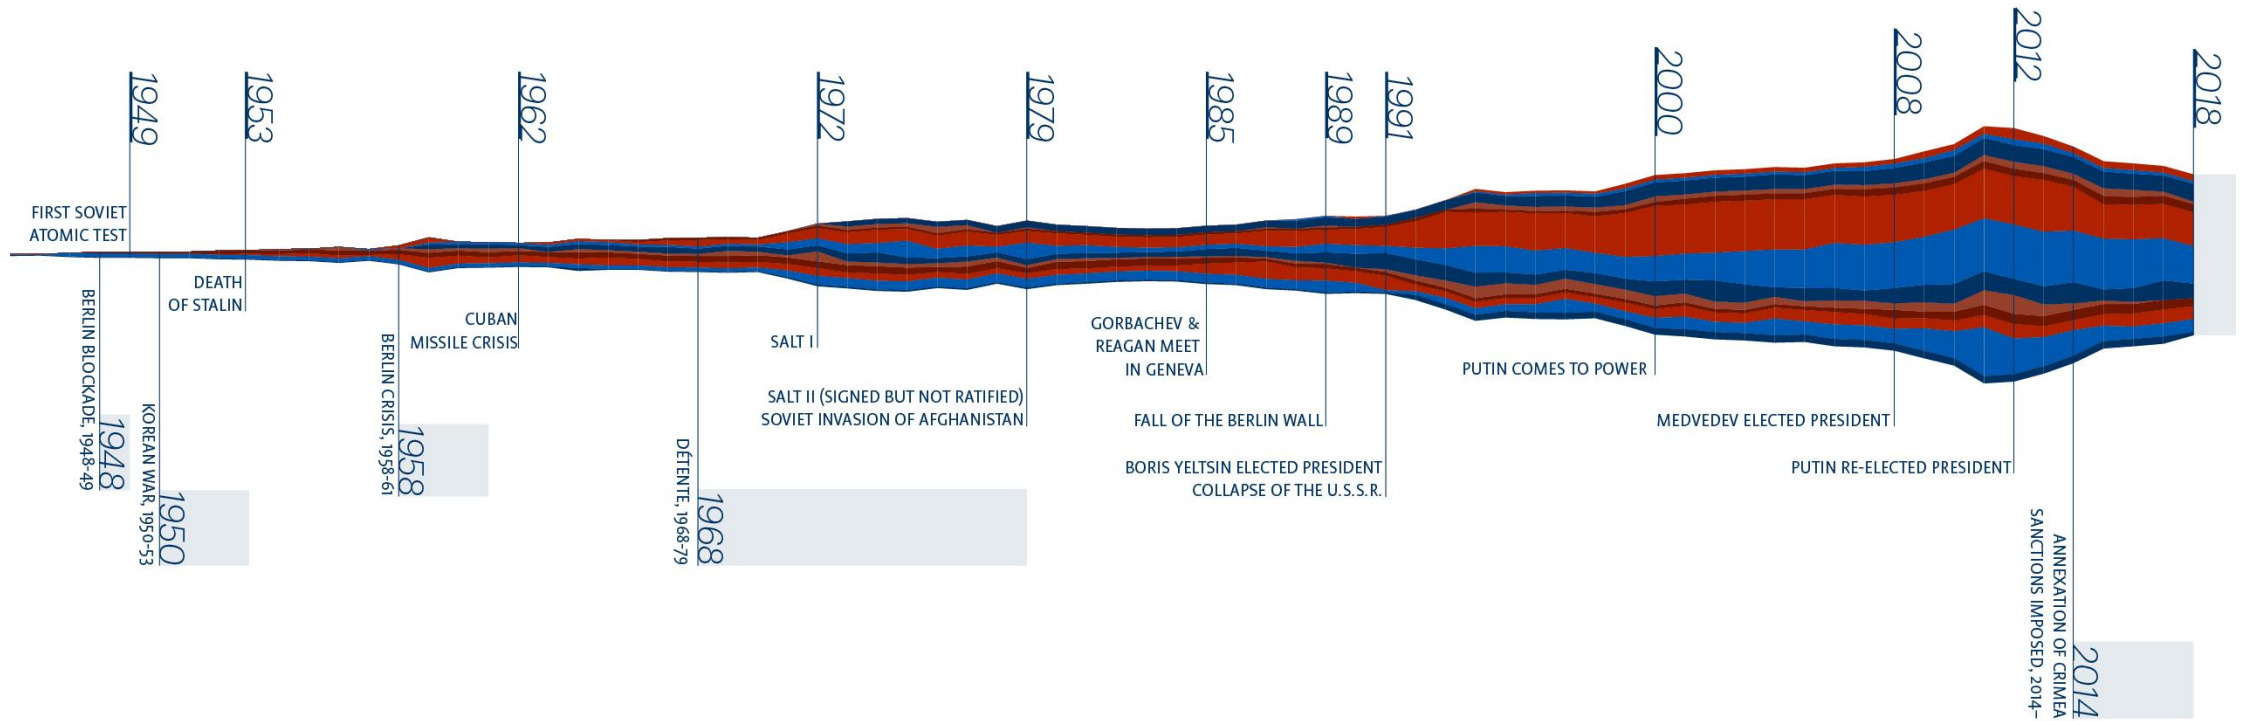 1949
1953
1962
1972
1979
1985
1989
1991
2000
2008
2012
2018
FIRST SOVIET
ATOMIC TEST
BERLIN BLOCKADE, 1948-49
1948
KOREAN WAR, 1950-53
1950
DEATH
OF STALIN
BERLIN CRISIS, 1958-61
1958
CUBAN
MISSILE CRISIS
DÉTENTE, 1968-79
1968
SALT I
SALT II (SIGNED BUT NOT RATIFIED)
SOVIET INVASION OF AFGHANISTAN
GORBACHEV &
REAGAN MEET
IN GENEVA
FALL OF THE BERLIN WALL
BORIS YELTSIN ELECTED PRESIDENT
COLLAPSE OF THE U.S.S.R.
PUTIN COMES TO POWER
MEDVEDEV ELECTED PRESIDENT
PUTIN RE-ELECTED PRESIDENT
ANNEXATION OF CRIMEA
SANCTIONS IMPOSED, 2014–
2014